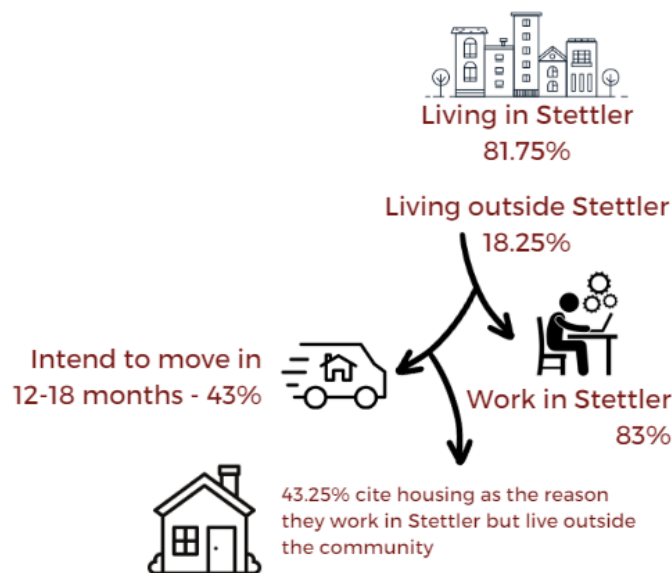 Living in Stettler
81.75%
Living outside Stettler
18.25%
Intend to move in
12-18 months - 43%
Work in Stettler
83%
43.25% cite housing as the reason
they work in Stettler but live outside
the community